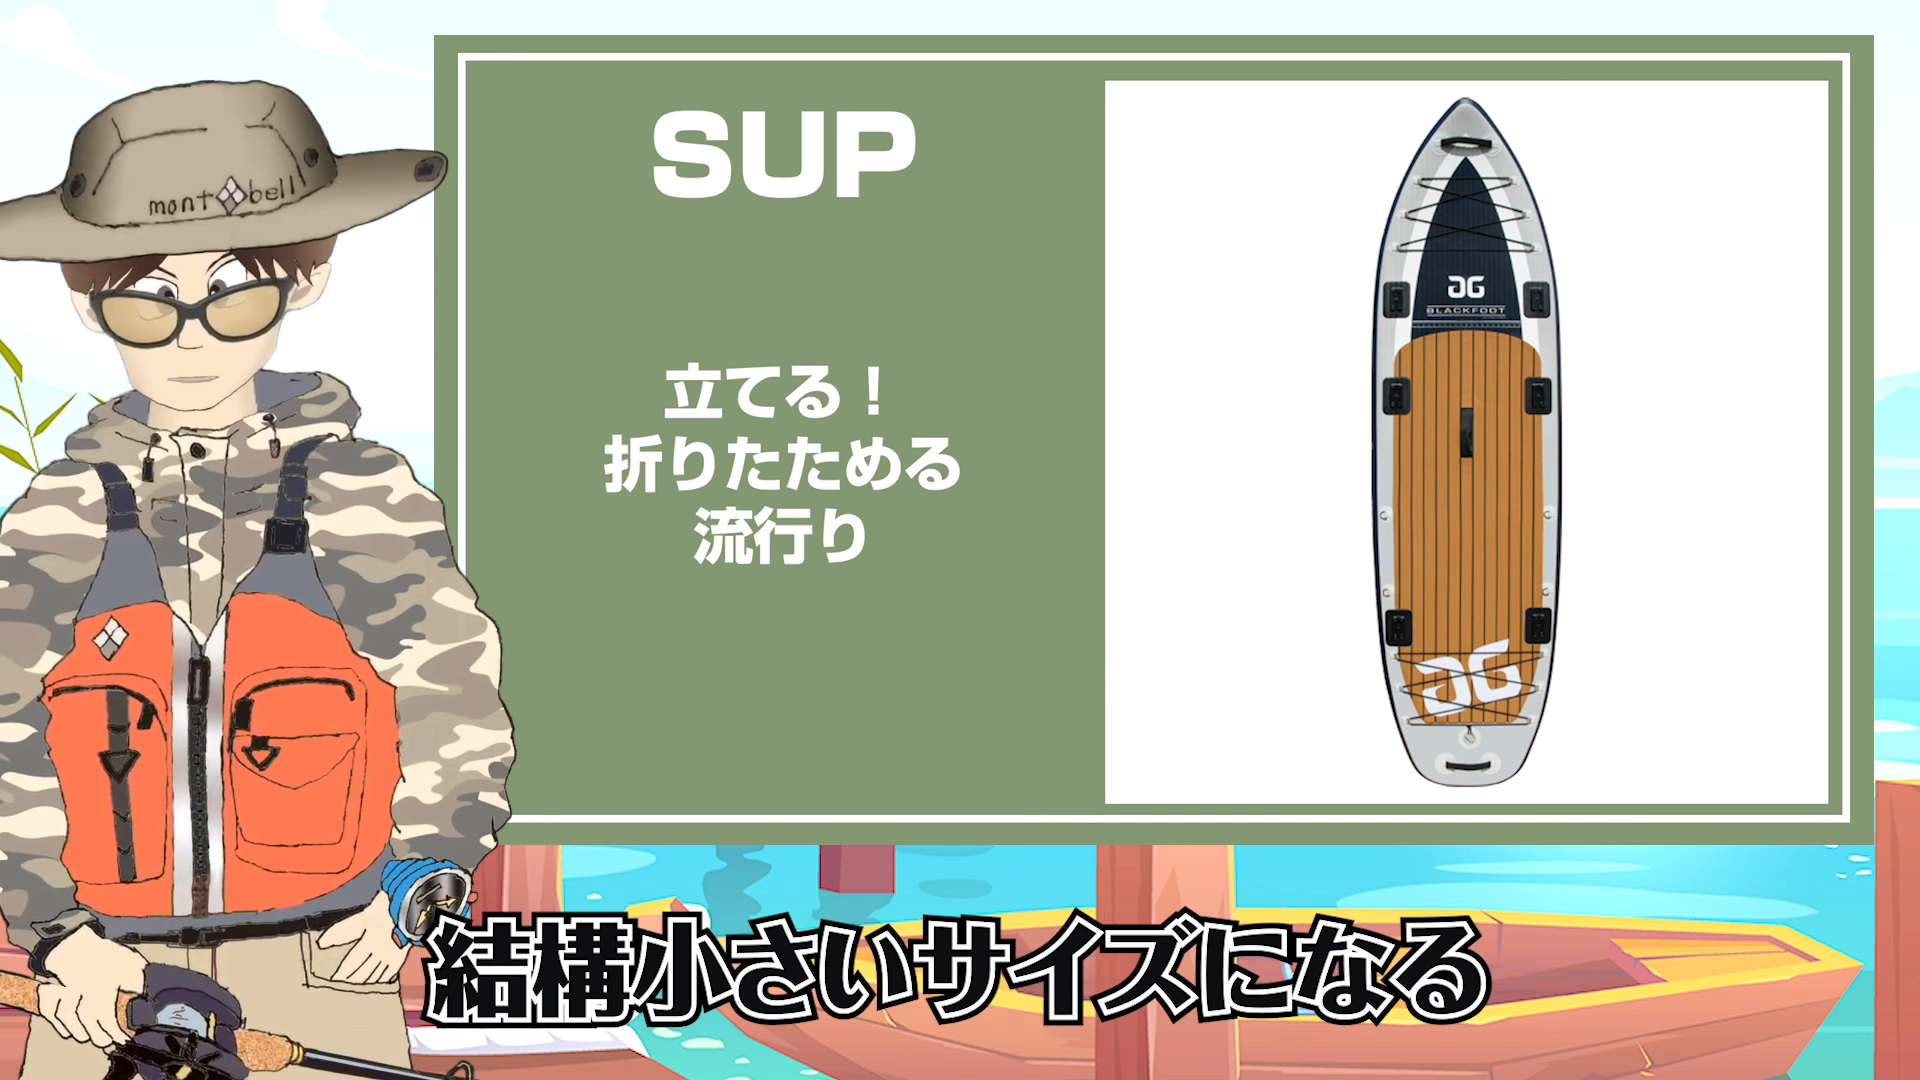 SUP
立てる！
折りたためる
流行り
mont bell
BLACKFOOT
結構小さいサイズになる